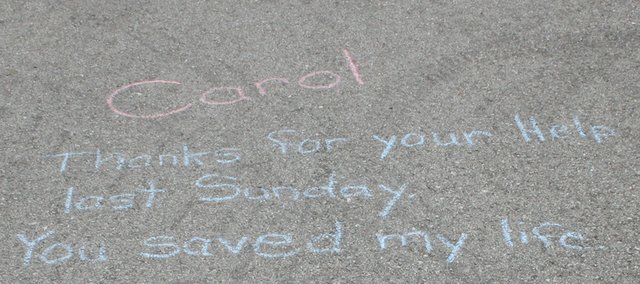 Carol
Thanks for your Help
last Sunday.
You saved my life.